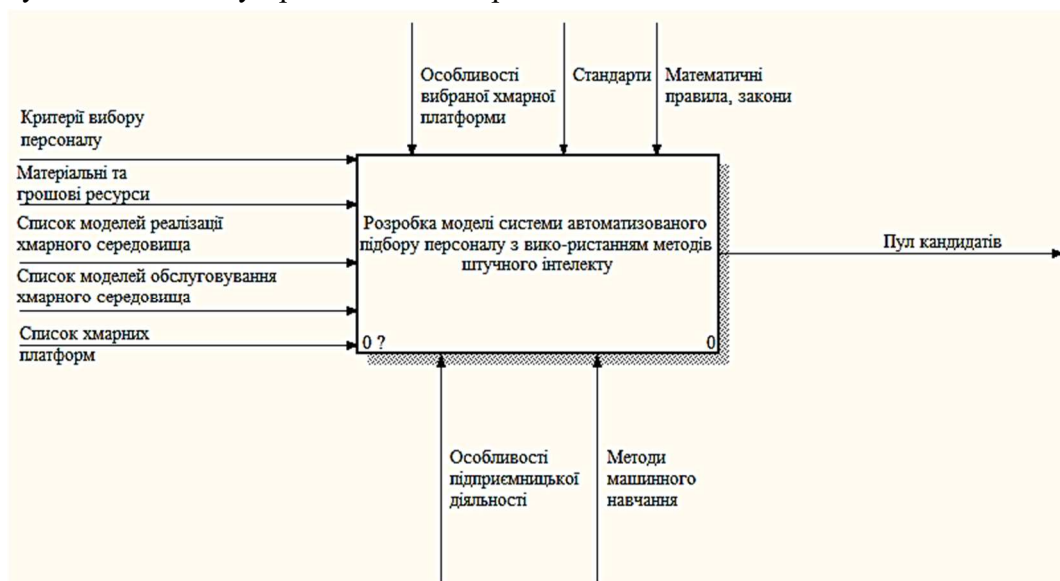 Особливості
вибраної хмарної
платформи
Стандарти
Математичні
правила, закони
Критерії вибору
персоналу
Матеріальні та
грошові ресурси
Список моделей реалізації
хмарного середовища
Список моделей обслуговування
хмарного середовища
Список хмарних
платформ
Розробка моделі системи автоматизованого
підбору персоналу з вико-ристанням методів
штучного інтелекту
0 ?
0
Пул кандидатів
Особливості
підприємницької
діяльності
Методи
машинного
навчання